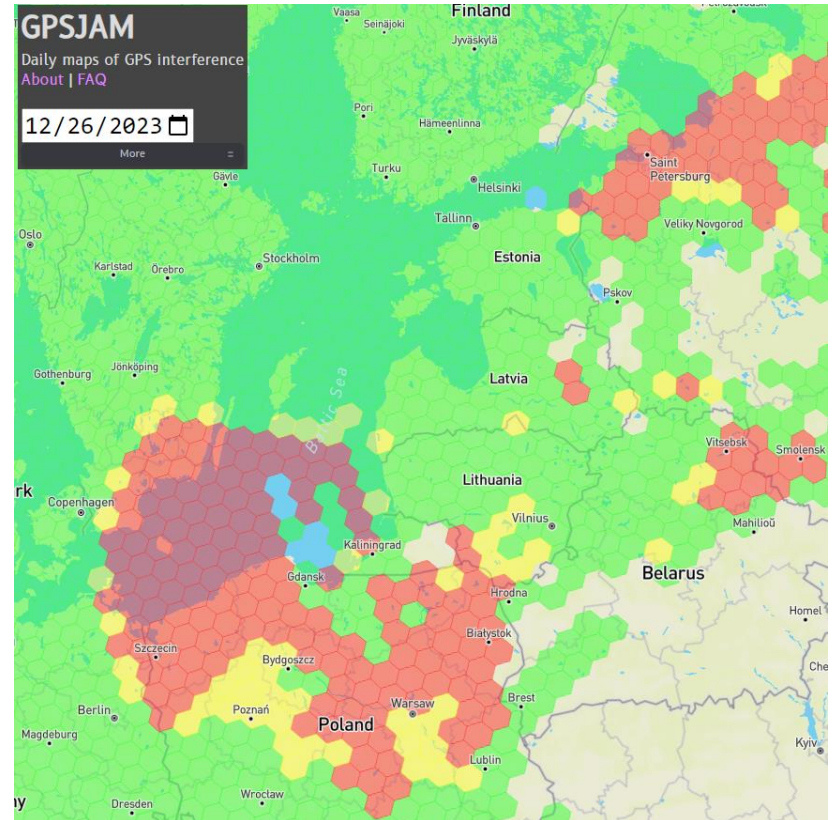 GPSJAM
Daily maps of GPS interference
About | FAQ
12/26/2023
More
Vaasa
Seinäjoki
Finland
Jyväskylä
Pori
Hämeenlinna
Turku
Helsinki
Gävle
Saint
Petersburg
Tallinn
Oslo
Veliky Novgorod
Stockholm
Estonia
Karlstad
Örebro
Pskov
Gothenburg
Jönköping
Latvia
Baltic Sea
Vitsebsk
Smolensk
rk
Lithuania
Copenhagen
Vilnius
Mahilioŭ
Kaliningrad
Gdansk
Belarus
Hrodna
Homel
Białystok
Szczecin
Bydgoszcz
Che
Brest
Berlin
Poznań
Warsaw
Poland
Magdeburg
Kyiv
Lublin
Wrocław
ny
Dresden